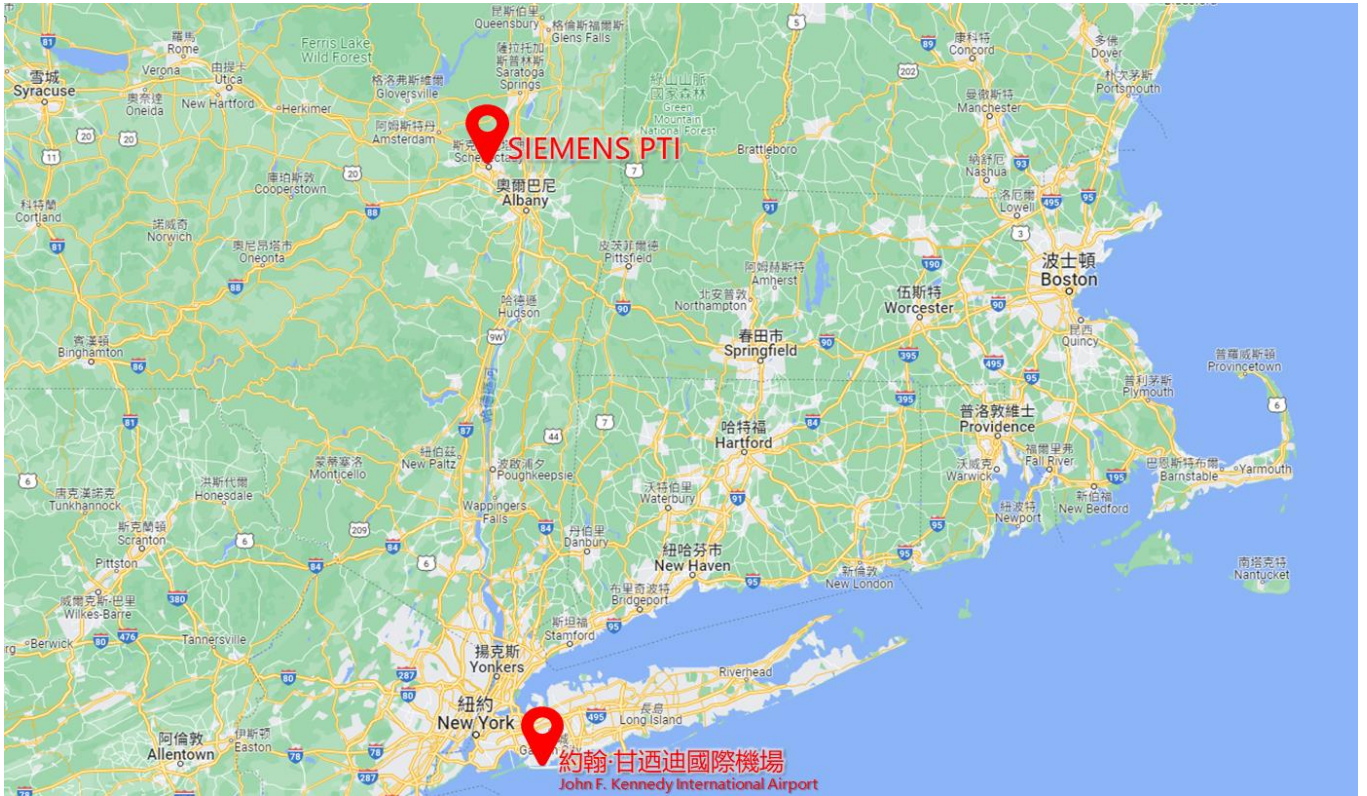 昆斯伯里
Queensbury
格倫斯福爾斯
Glens Falls
羅馬
Rome
Ferris Lake
Wild Forest
薩拉托加
斯普林斯
Saratoga
Springs
康科特
Concord
多佛
Dover
雪城
Syracuse
Verona
由提卡
Utica
格洛弗斯維爾
Gloversville
綠山山脈
國家森林
Green
Mountain
National Forest
朴次茅斯
Portsmouth
奧奈達
Oneida
New Hartford
Herkimer
曼徹斯特
Manchester
阿姆斯特丹
Amsterdam
SIEMENS PTI
Brattleboro
納舒厄
Nashua
庫珀斯敦
Cooperstown
奧爾巴尼
Albany
洛厄爾
Lowell
科特蘭
Cortland
諾威奇
Norwich
奧尼昂塔市
Oneonta
皮茨菲爾德
Pittsfield
阿姆赫斯特
Amherst
波士頓
Boston
哈德遜
Hudson
北安普敦
Northampton
伍斯特
Worcester
昆西
Quincy
賓漢頓
Binghamton
春田市
Springfield
普羅威斯頓
Provincetown
普利茅斯
Plymouth
哈特福
Hartford
普洛敦維士
Providence
福爾里弗
Fall River
紐伯茲
New Paltz
波啟浦夕
Poughkeepsie
蒙蒂塞洛
Monticello
沃威克
Warwick
巴恩斯特布爾
Barnstable
Yarmouth
洪斯代爾
Honesdale
唐克漢諾克
Tunkhannock
沃特伯里
Waterbury
紐波特
Newport
新伯福
New Bedford
Wappingers
Falls
斯克蘭頓
Scranton
丹伯里
Danbury
Pittston
紐哈芬市
New Haven
新倫敦
New London
南塔克特
Nantucket
威爾克斯-巴里
Wilkes-Barre
布里奇波特
Bridgeport
斯坦福
Stamford
Berwick
Tannersville
揚克斯
Yonkers
Riverhead
紐約
New York
長島
Long Island
阿倫敦
Allentown
伊斯頓
Easton
約翰·甘迺迪國際機場
John F. Kennedy International Airport